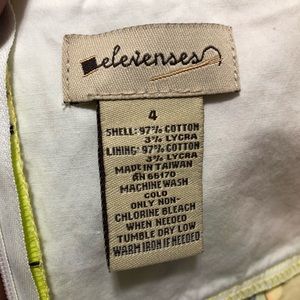 elevenses
4
SHELL: 97% COTTON
3% LYCRA
LINING: 97% COTTON
3% LYCRA
MADE IN TAIWAN
RN 66170
MACHINE WASH
COLD
ONLY NON-
CHLORINE BLEACH
WHEN NEEDED
TUMBLE DRY LOW
WARM IRON IF NEEDED